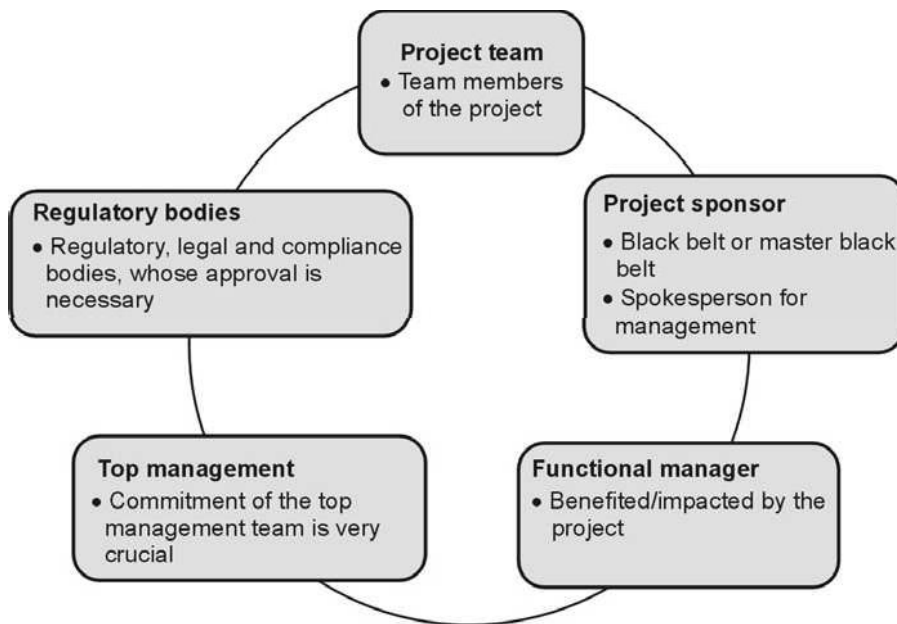 Project team
• Team members
of the project
Regulatory bodies
• Regulatory, legal and compliance
bodies, whose approval is
necessary
Project sponsor
• Black belt or master black
belt
• Spokesperson for
management
Top management
• Commitment of the top
management team is very
crucial
Functional manager
• Benefited/impacted by the
project